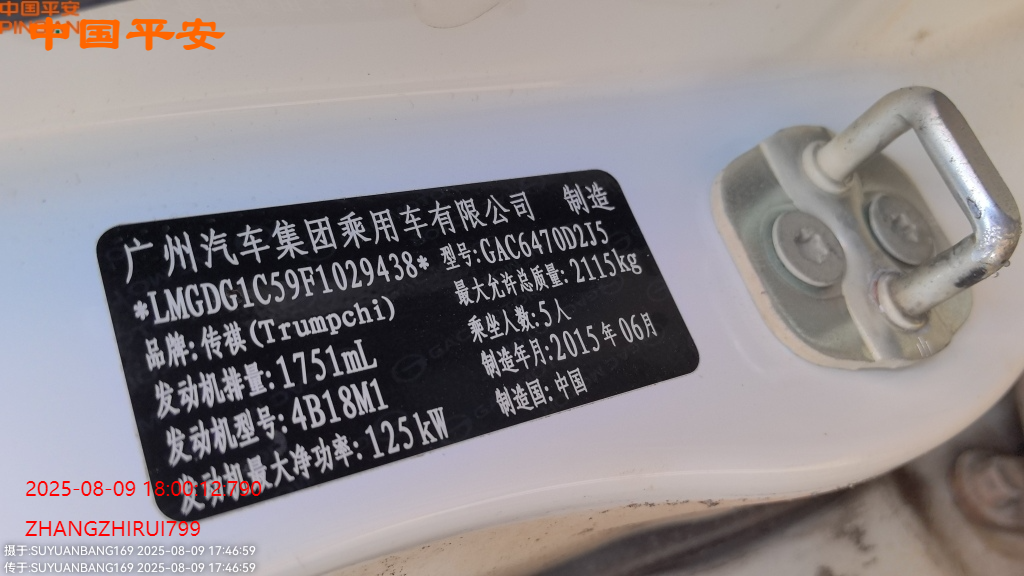 中国平安
PINGAN
中国平安
广州汽车集团乘用车有限公司 制造
*LMGDG1C59F1029438* 型号:GAC6470D2J5
品牌:传祺(Trumpchi) 最大允许总质量:2115kg
发动机排量:1751mL 乘坐人数:5人
发动机型号:4B18M1 制造年月:2015年06月
发动机最大净功率:125kW 制造国:中国
2025-08-09 18:00:12:790
ZHANGZHIRUI799
摄于 SUYUANBANG169 2025-08-09 17:46:59
传于 SUYUANBANG169 2025-08-09 17:46:59